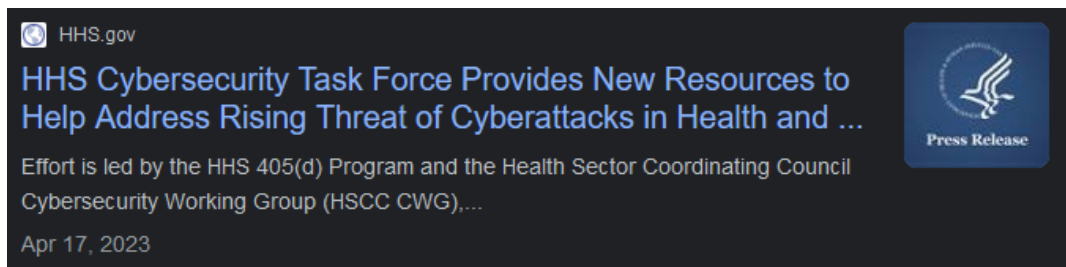 HHS.gov
HHS Cybersecurity Task Force Provides New Resources to
Help Address Rising Threat of Cyberattacks in Health and ...
Effort is led by the HHS 405(d) Program and the Health Sector Coordinating Council
Cybersecurity Working Group (HSCC CWG),...
Apr 17, 2023
Press Release